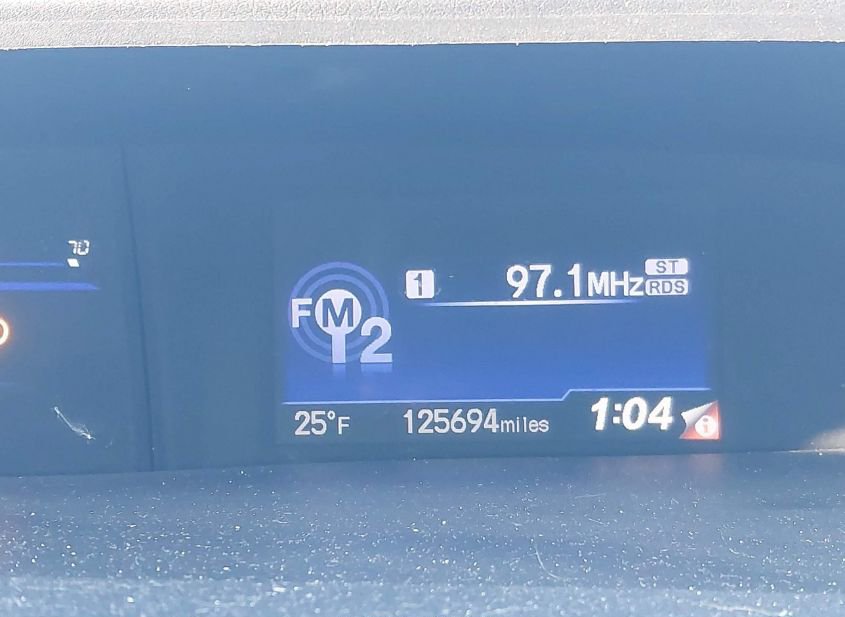 70
1 97.1MHz ST
RDS
FM
2
25°F 125694miles 1:04 i